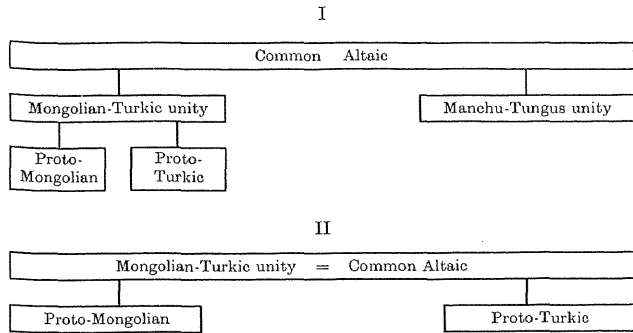 I
Common Altaic
Mongolian-Turkic unity
Manchu-Tungus unity
Proto-
Mongolian
Proto-
Turkic
II
Mongolian-Turkic unity = Common Altaic
Proto-Mongolian
Proto-Turkic